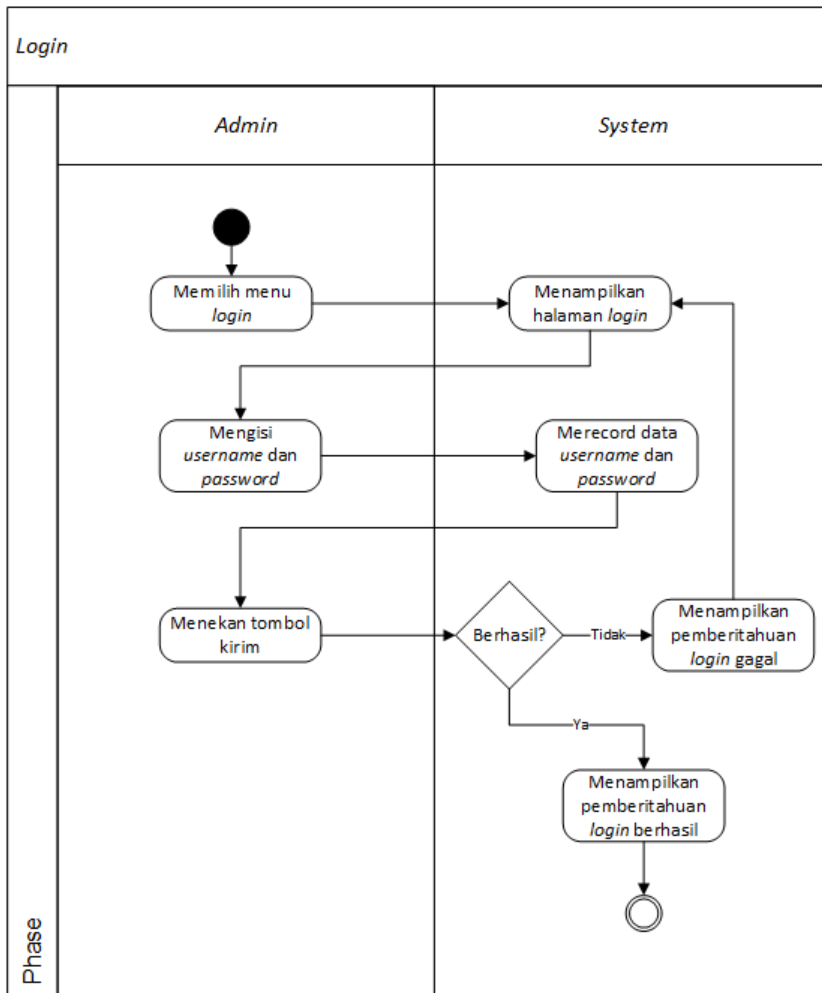 Login
Admin
System
Memilih menu
login
Menampilkan
halaman login
Mengisi
username dan
password
Merecord data
username dan
password
Menekan tombol
kirim
Berhasil?
Tidak
Menampilkan
pemberitahuan
login gagal
Ya
Menampilkan
pemberitahuan
login berhasil
Phase